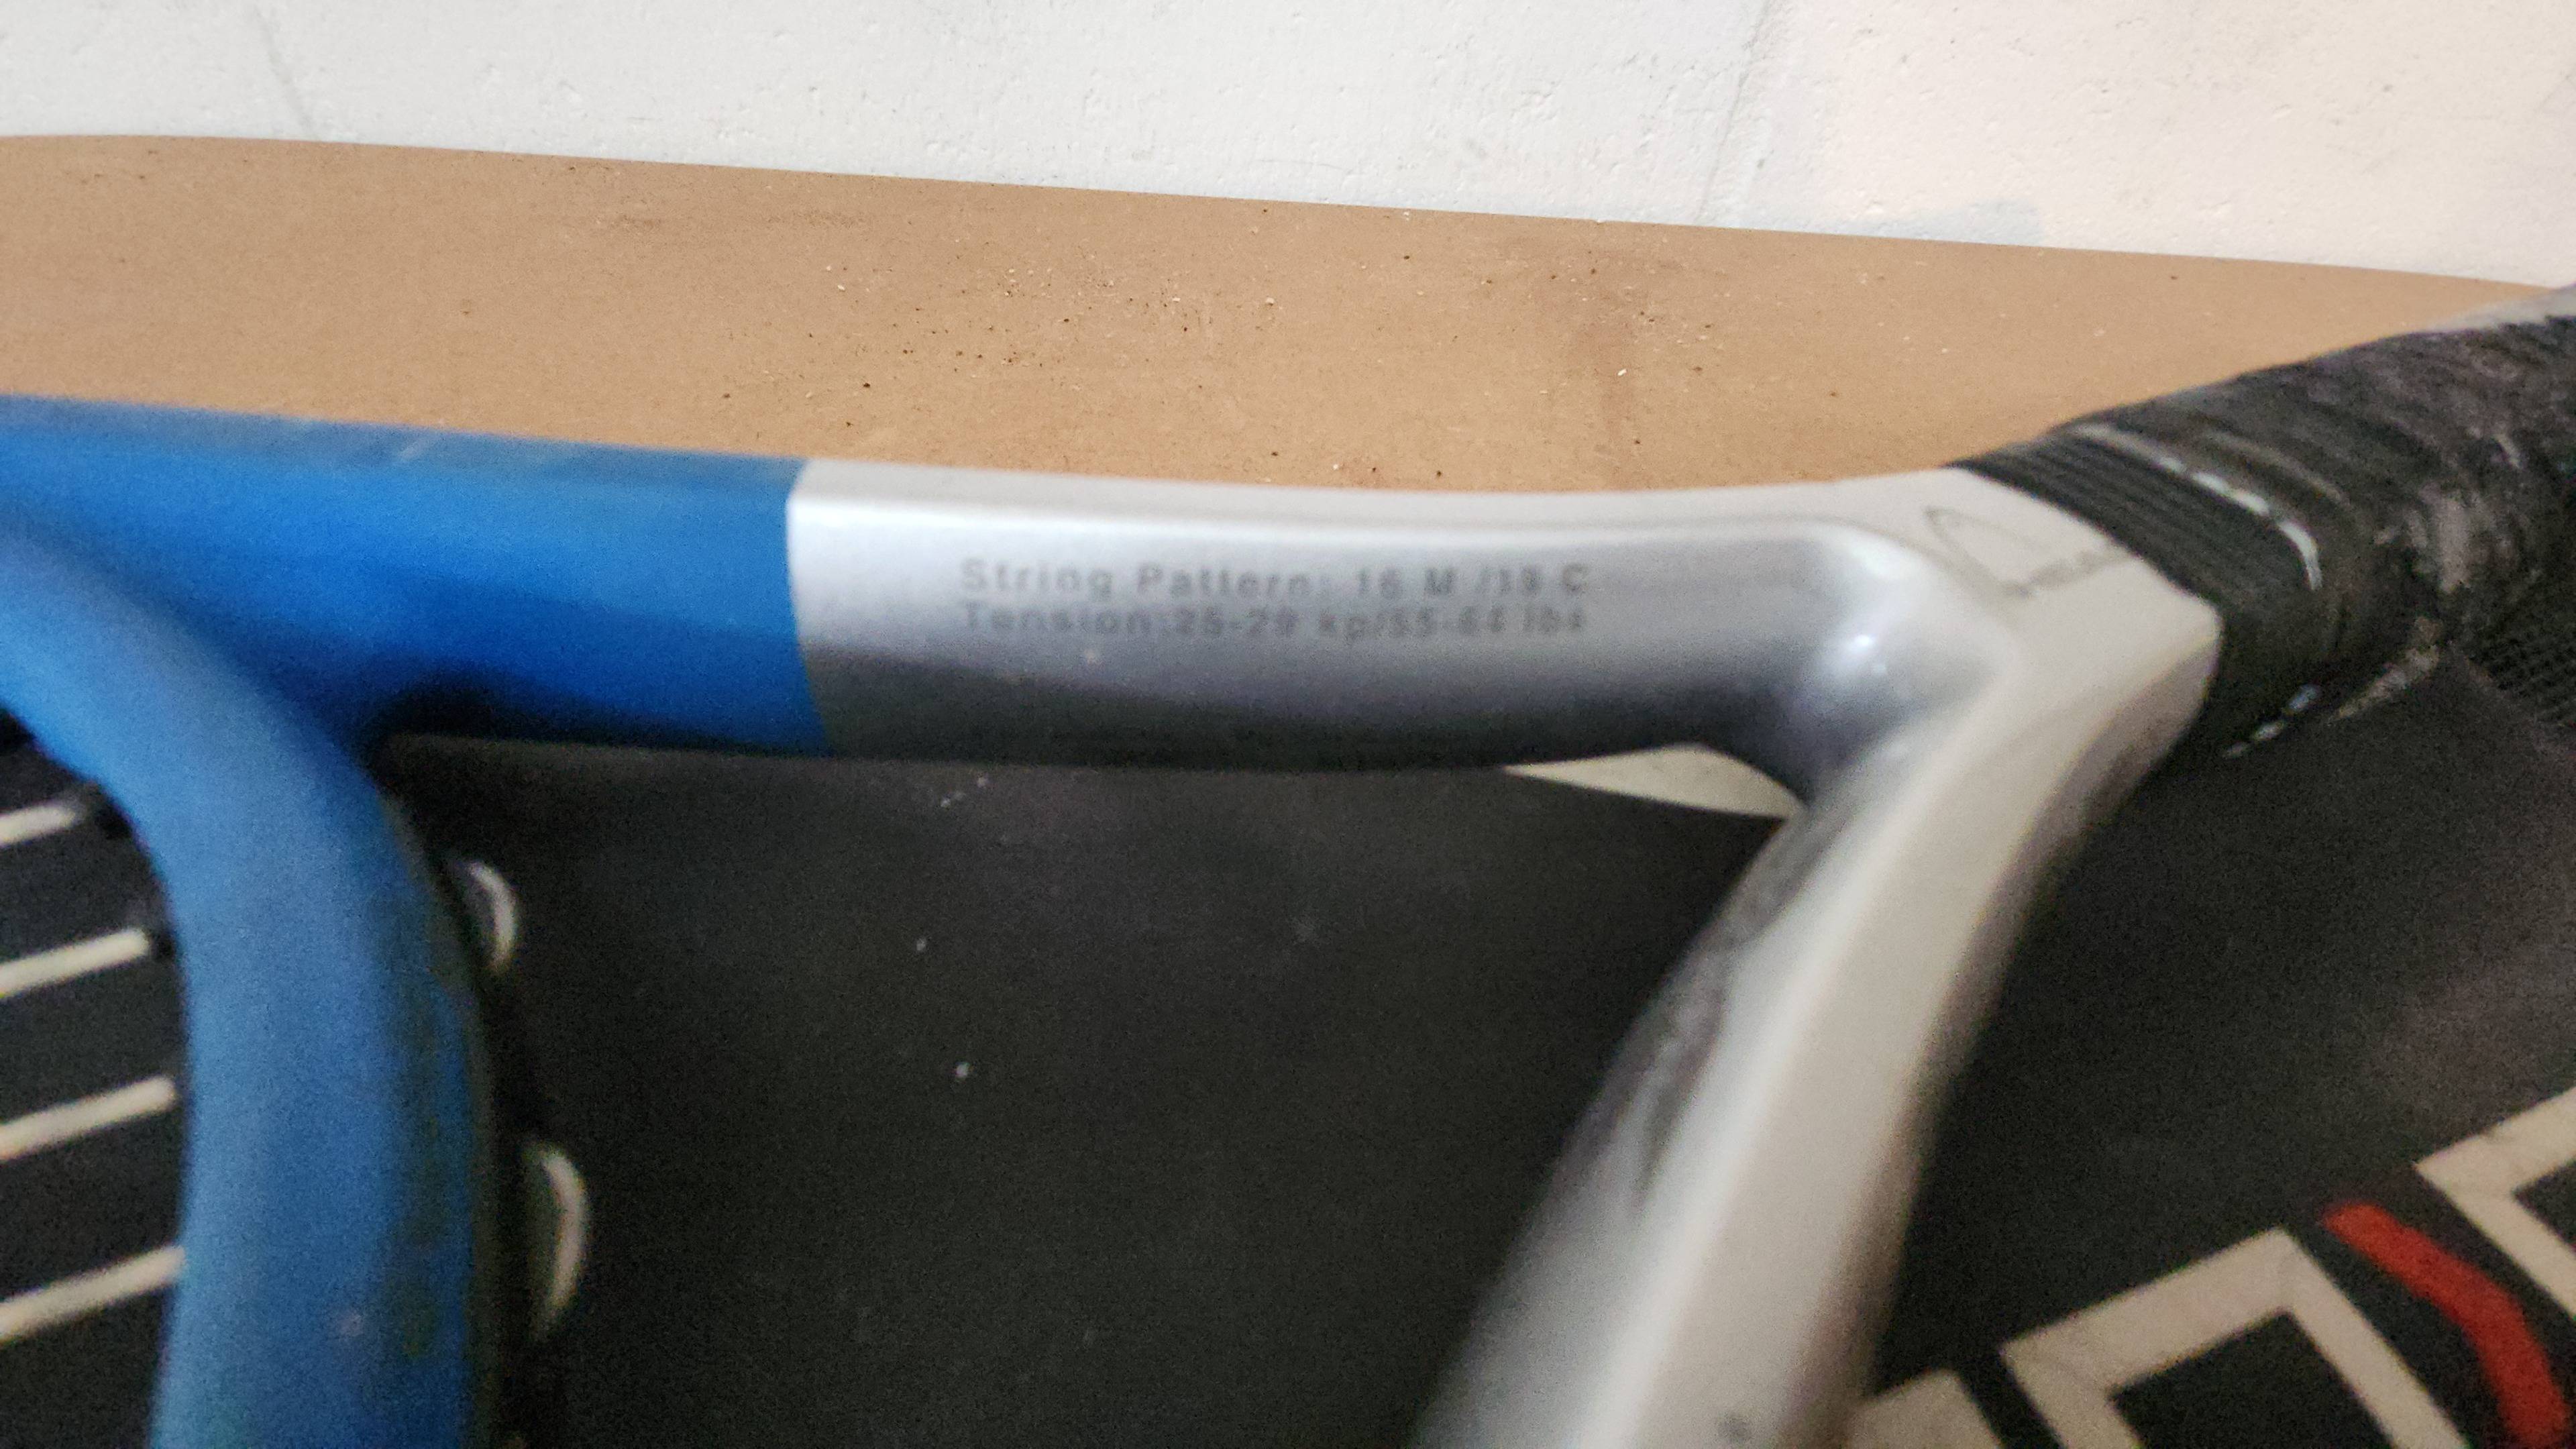 String Pattern: 16 M /19 C
Tension:25-29 kp/55-64 lbs